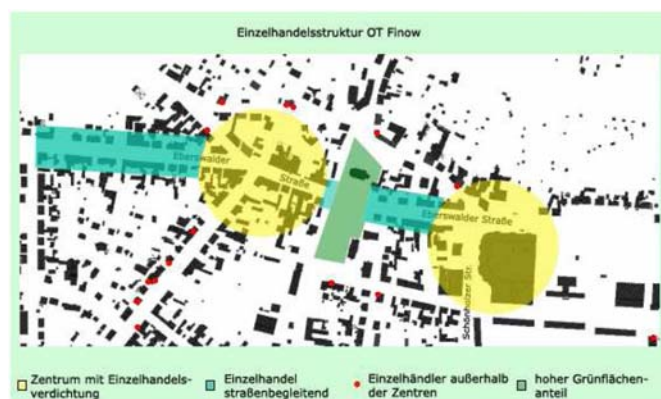 Einzelhandelsstruktur OT Finow
Eberswalder
Straße
Eberswalder Straße
Schönholzer Str.
Zentrum mit Einzelhandels-
verdichtung
Einzelhandel
straßenbegleitend
Einzelhändler außerhalb
der Zentren
hoher Grünflächen-
anteil